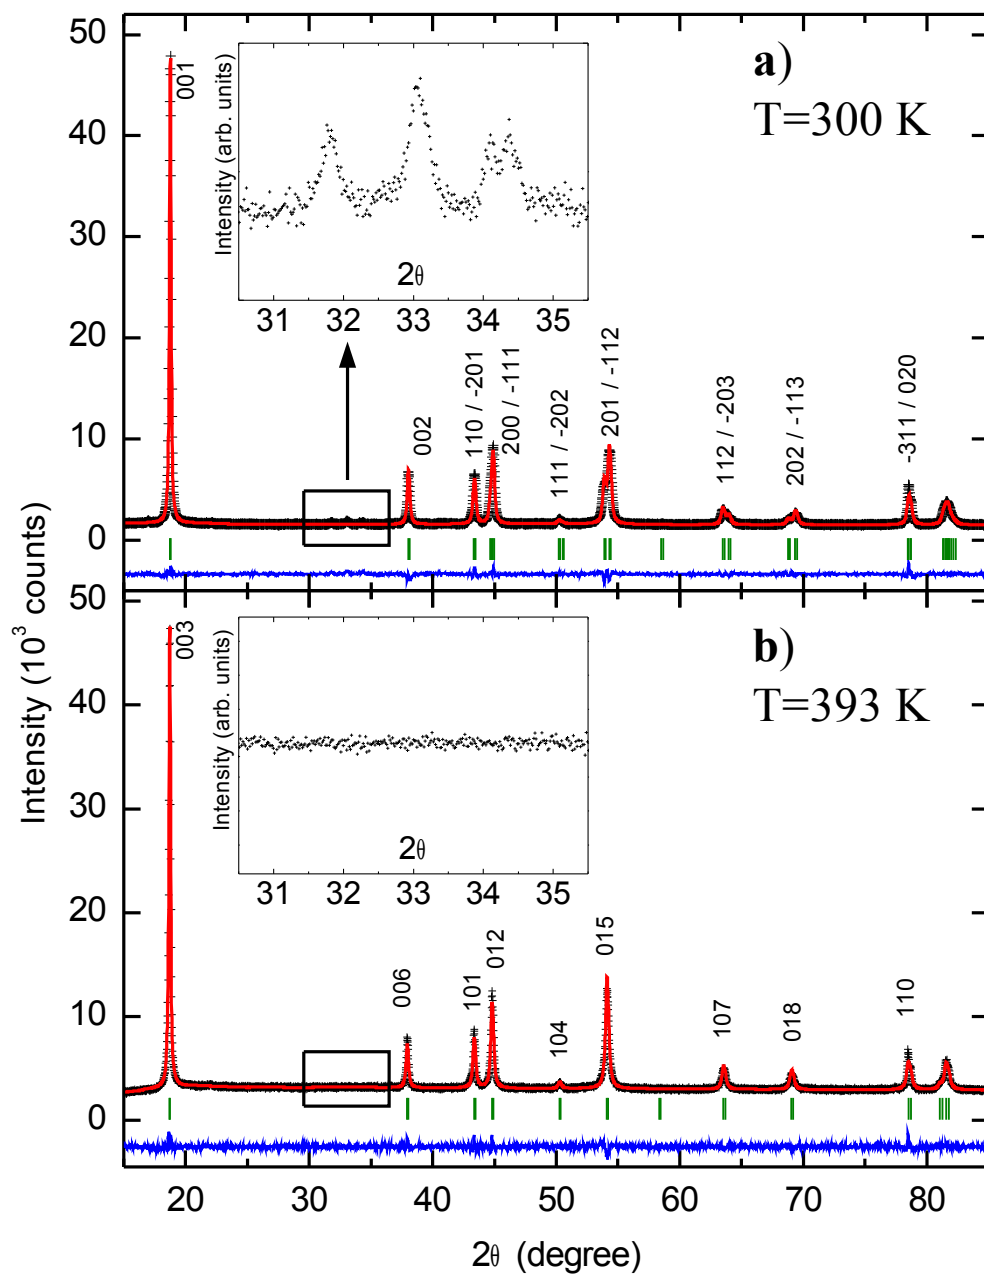 50
40
30
20
10
0
001
Intensity (arb. units)
2θ
31 32 33 34 35
a)
T=300 K
002
110 / -201
200 / -111
111 / -202
201 / -112
112 / -203
202 / -113
-311 / 020
Intensity (10³ counts)
50
40
30
20
10
0
003
Intensity (arb. units)
2θ
31 32 33 34 35
b)
T=393 K
006
101
012
104
015
107
018
110
20 30 40 50 60 70 80
2θ (degree)